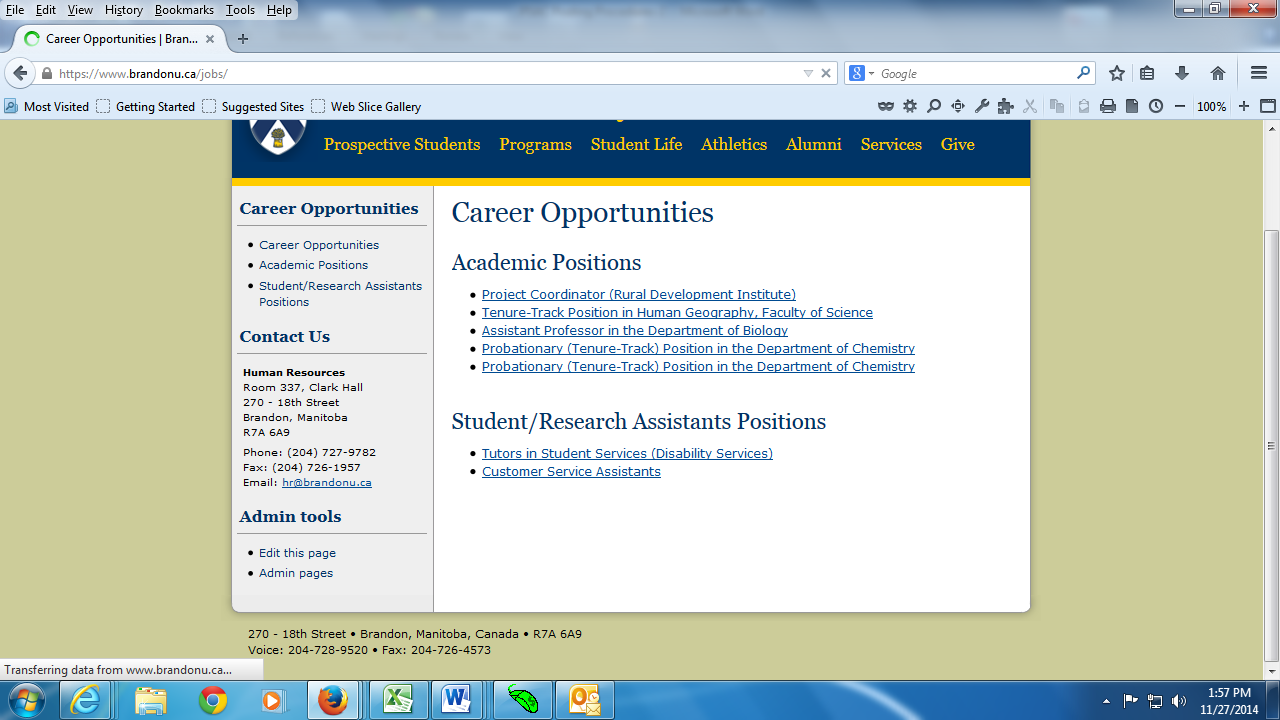 File Edit View History Bookmarks Tools Help
Career Opportunities | Bran...
https://www.brandonu.ca/jobs/
Google
Most Visited Getting Started Suggested Sites Web Slice Gallery
100%
Prospective Students Programs Student Life Athletics Alumni Services Give
Career Opportunities
Career Opportunities
Academic Positions
Student/Research Assistants
Positions
Contact Us
Human Resources
Room 337, Clark Hall
270 - 18th Street
Brandon, Manitoba
R7A 6A9
Phone: (204) 727-9782
Fax: (204) 726-1957
Email: hr@brandonu.ca
Admin tools
Edit this page
Admin pages
Career Opportunities
Academic Positions
Project Coordinator (Rural Development Institute)
Tenure-Track Position in Human Geography, Faculty of Science
Assistant Professor in the Department of Biology
Probationary (Tenure-Track) Position in the Department of Chemistry
Probationary (Tenure-Track) Position in the Department of Chemistry
Student/Research Assistants Positions
Tutors in Student Services (Disability Services)
Customer Service Assistants
270 - 18th Street • Brandon, Manitoba, Canada • R7A 6A9
Voice: 204-728-9520 • Fax: 204-726-4573
Transferring data from www.brandonu.ca...
1:57 PM
11/27/2014